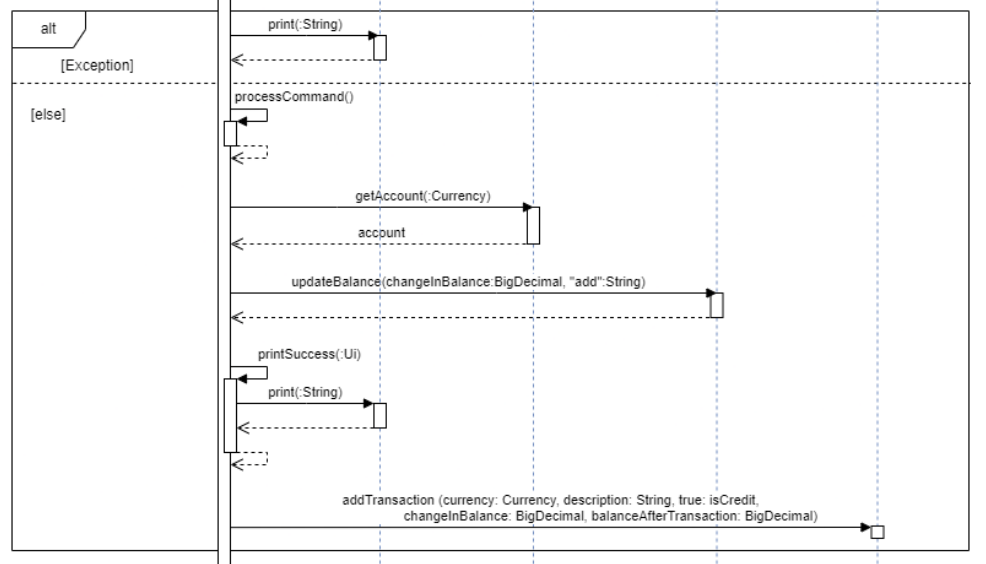 alt
print(:String)
[Exception]
processCommand()
[else]
getAccount(:Currency)
account
updateBalance(changeInBalance:BigDecimal, "add":String)
printSuccess(:Ui)
print(:String)
addTransaction (currency: Currency, description: String, true: isCredit,
changeInBalance: BigDecimal, balanceAfterTransaction: BigDecimal)